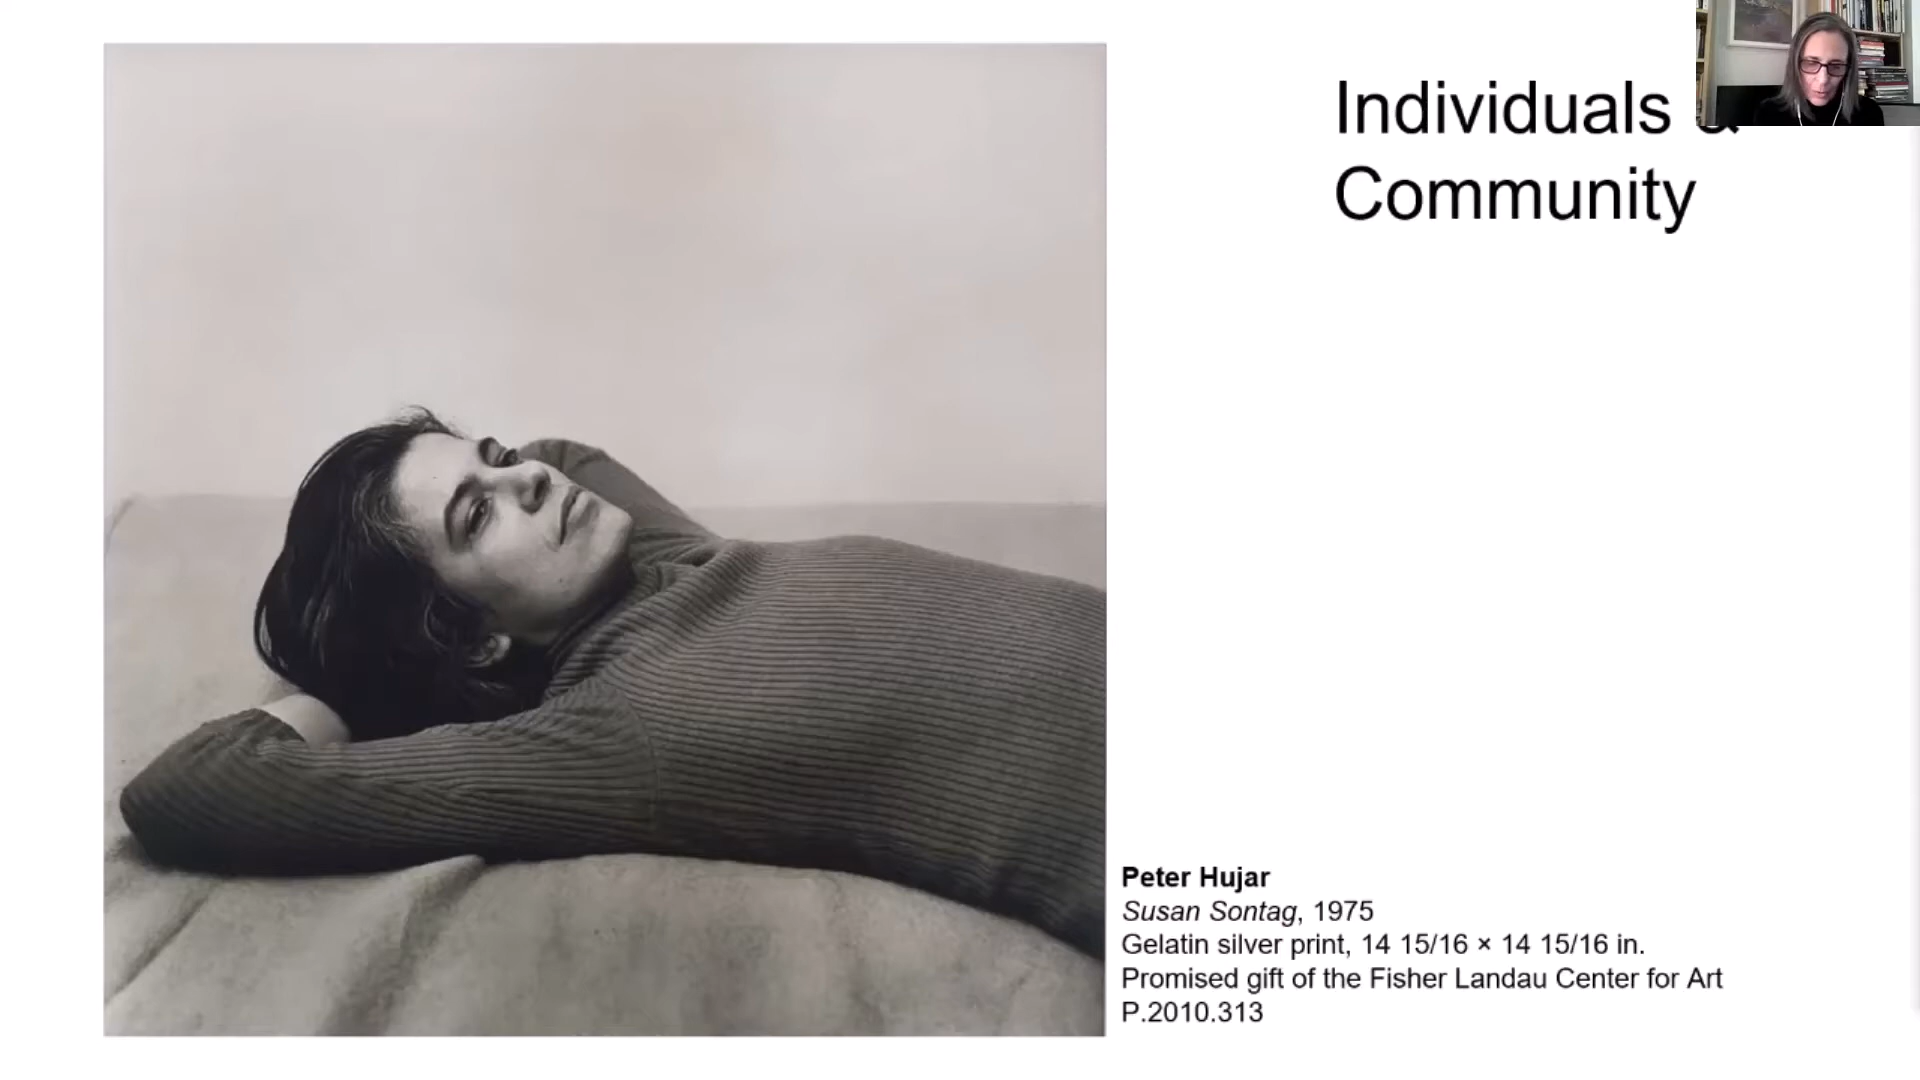 Individuals &
Community
Peter Hujar
Susan Sontag, 1975
Gelatin silver print, 14 15/16 × 14 15/16 in.
Promised gift of the Fisher Landau Center for Art
P.2010.313